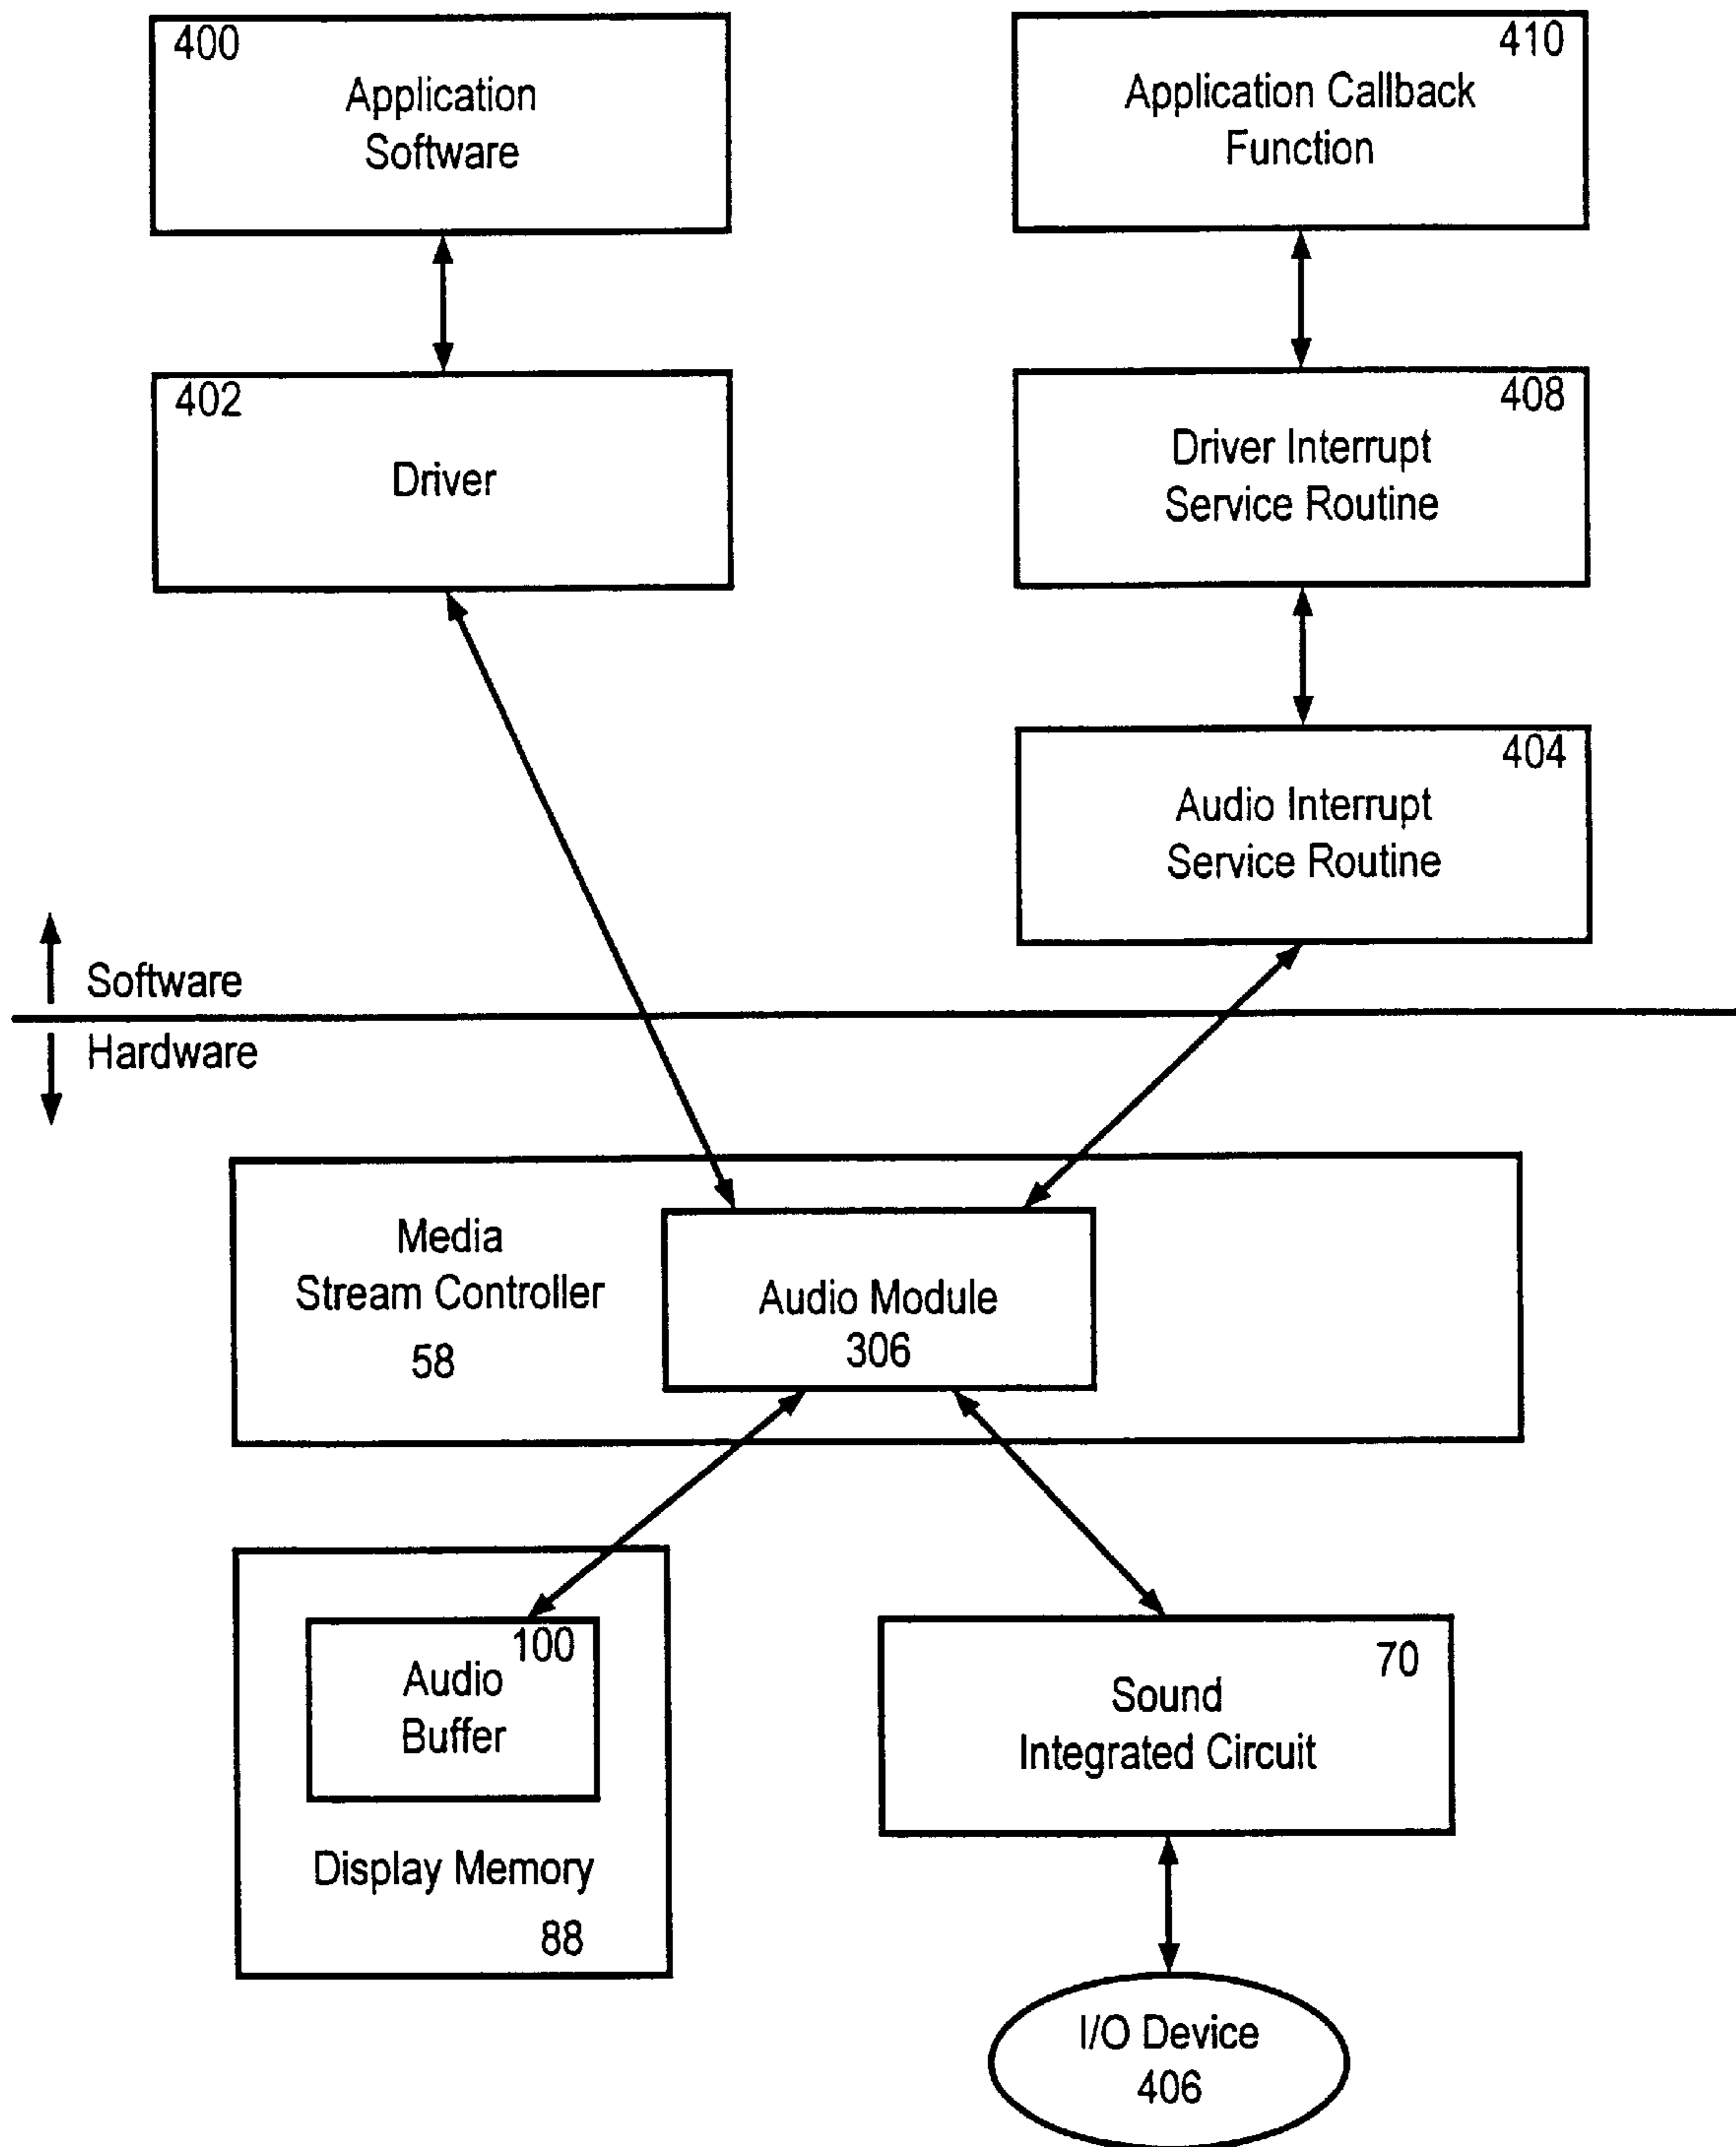 400
Application
Software
410
Application Callback
Function
402
Driver
408
Driver Interrupt
Service Routine
404
Audio Interrupt
Service Routine
Software
Hardware
Media
Stream Controller
58
Audio Module
306
100
Audio
Buffer
Display Memory
88
70
Sound
Integrated Circuit
I/O Device
406